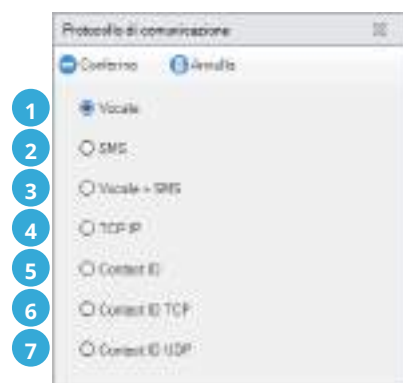 Protocollo di comunicazione
Conferma Annulla
1 Vocale
2 SMS
3 Vocale + SMS
4 TCP IP
5 Contact ID
6 Contact ID TCP
7 Contact ID UDP